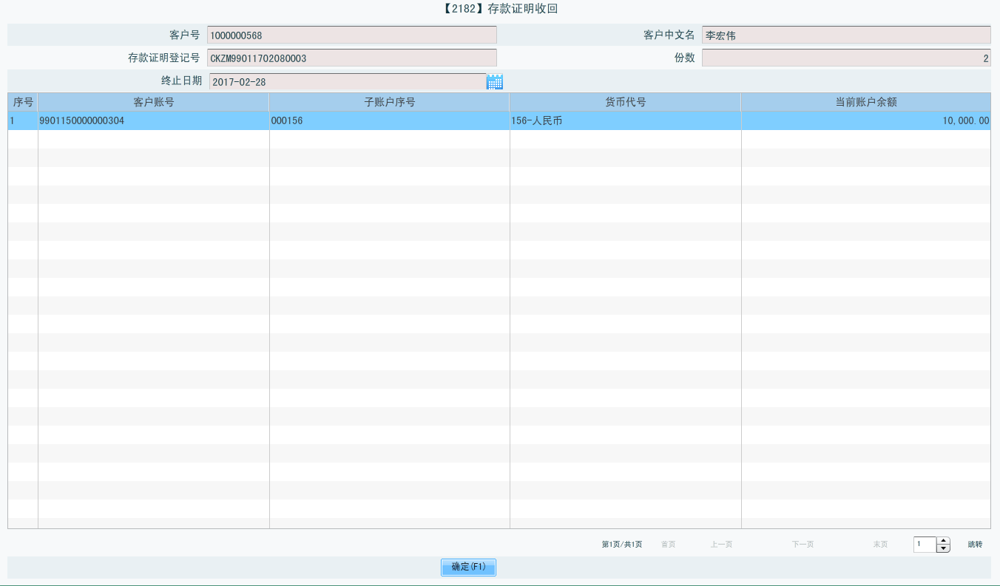 【2182】存款证明收回
客户号 1000000568 客户中文名 李宏伟
存款证明登记号 CKZM99011702080003 份数 2
终止日期 2017-02-28
序号 客户账号 子账户序号 货币代号 当前账户余额
1 9901150000000304 000156 156-人民币 10,000.00
第1页/共1页 首页 上一页 下一页 末页 1 跳转
确定(F1)